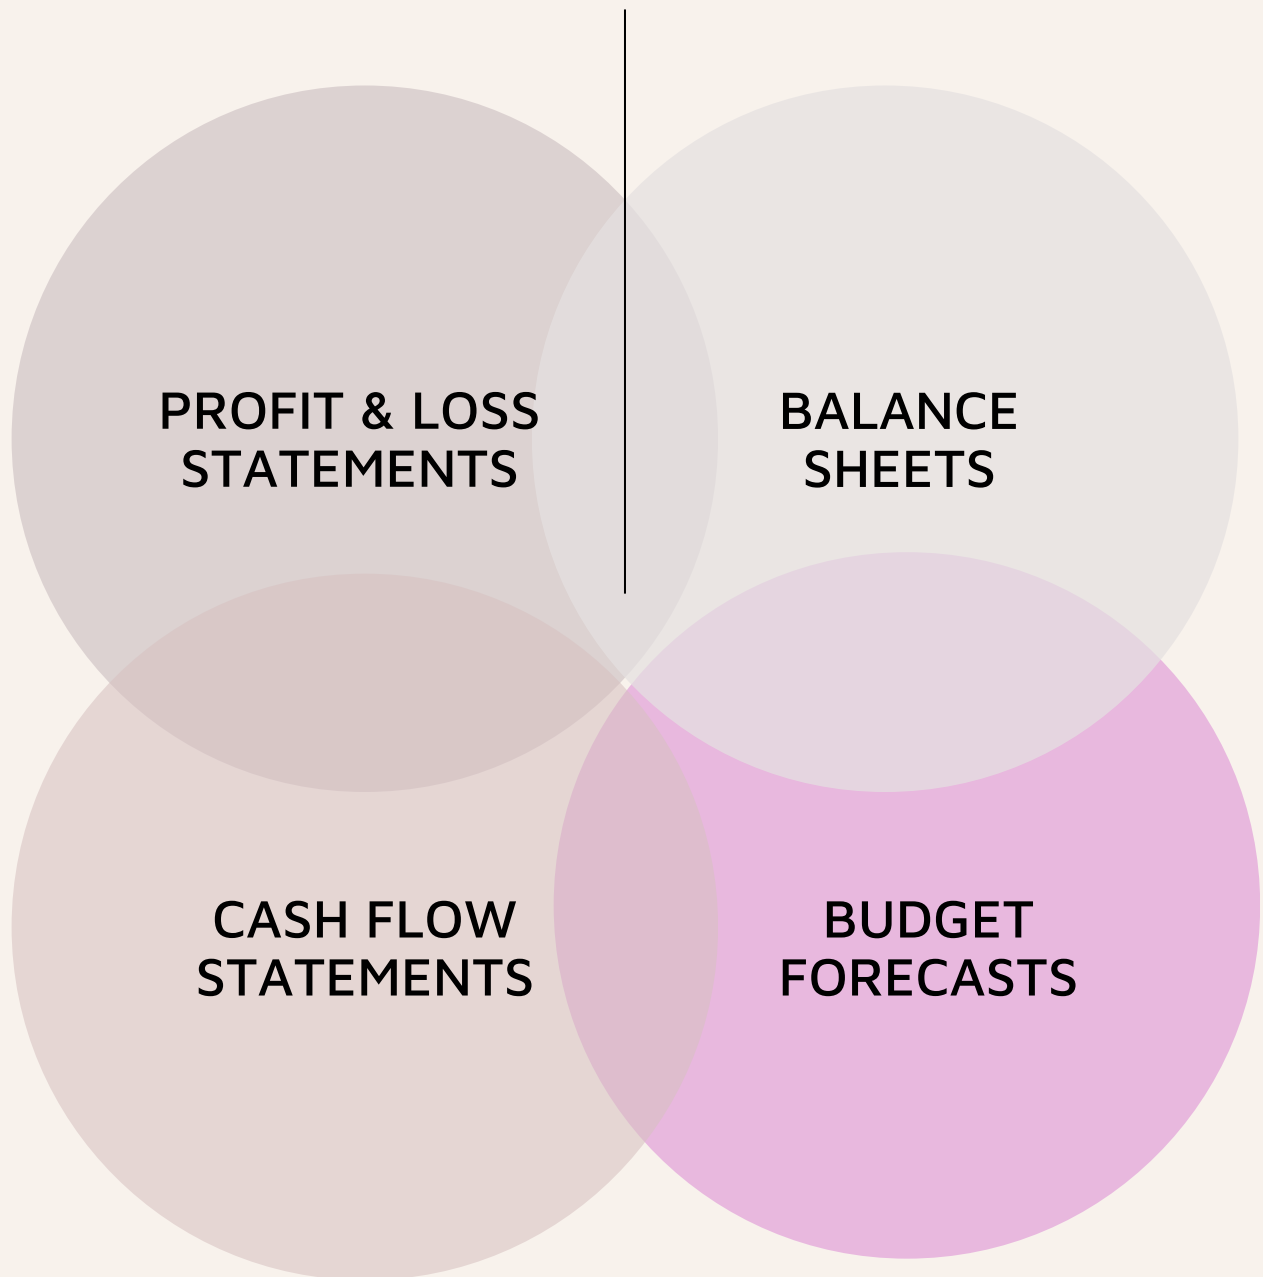 PROFIT & LOSS
STATEMENTS
BALANCE
SHEETS
CASH FLOW
STATEMENTS
BUDGET
FORECASTS